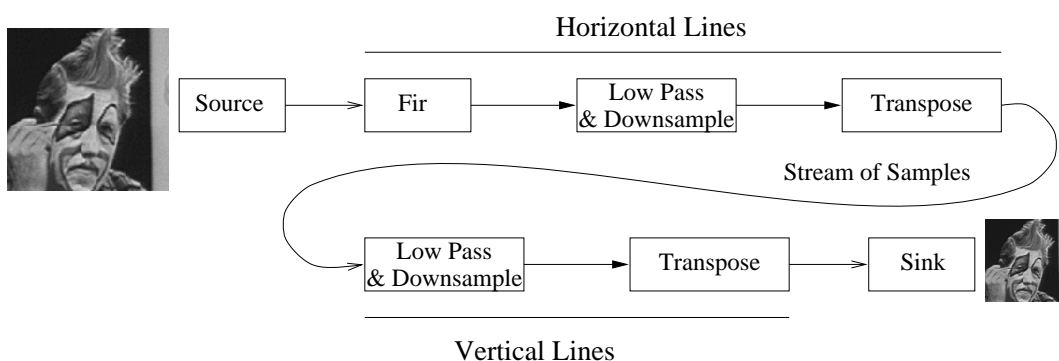 Horizontal Lines
Source
Fir
Low Pass
& Downsample
Transpose
Stream of Samples
Low Pass
& Downsample
Transpose
Sink
Vertical Lines